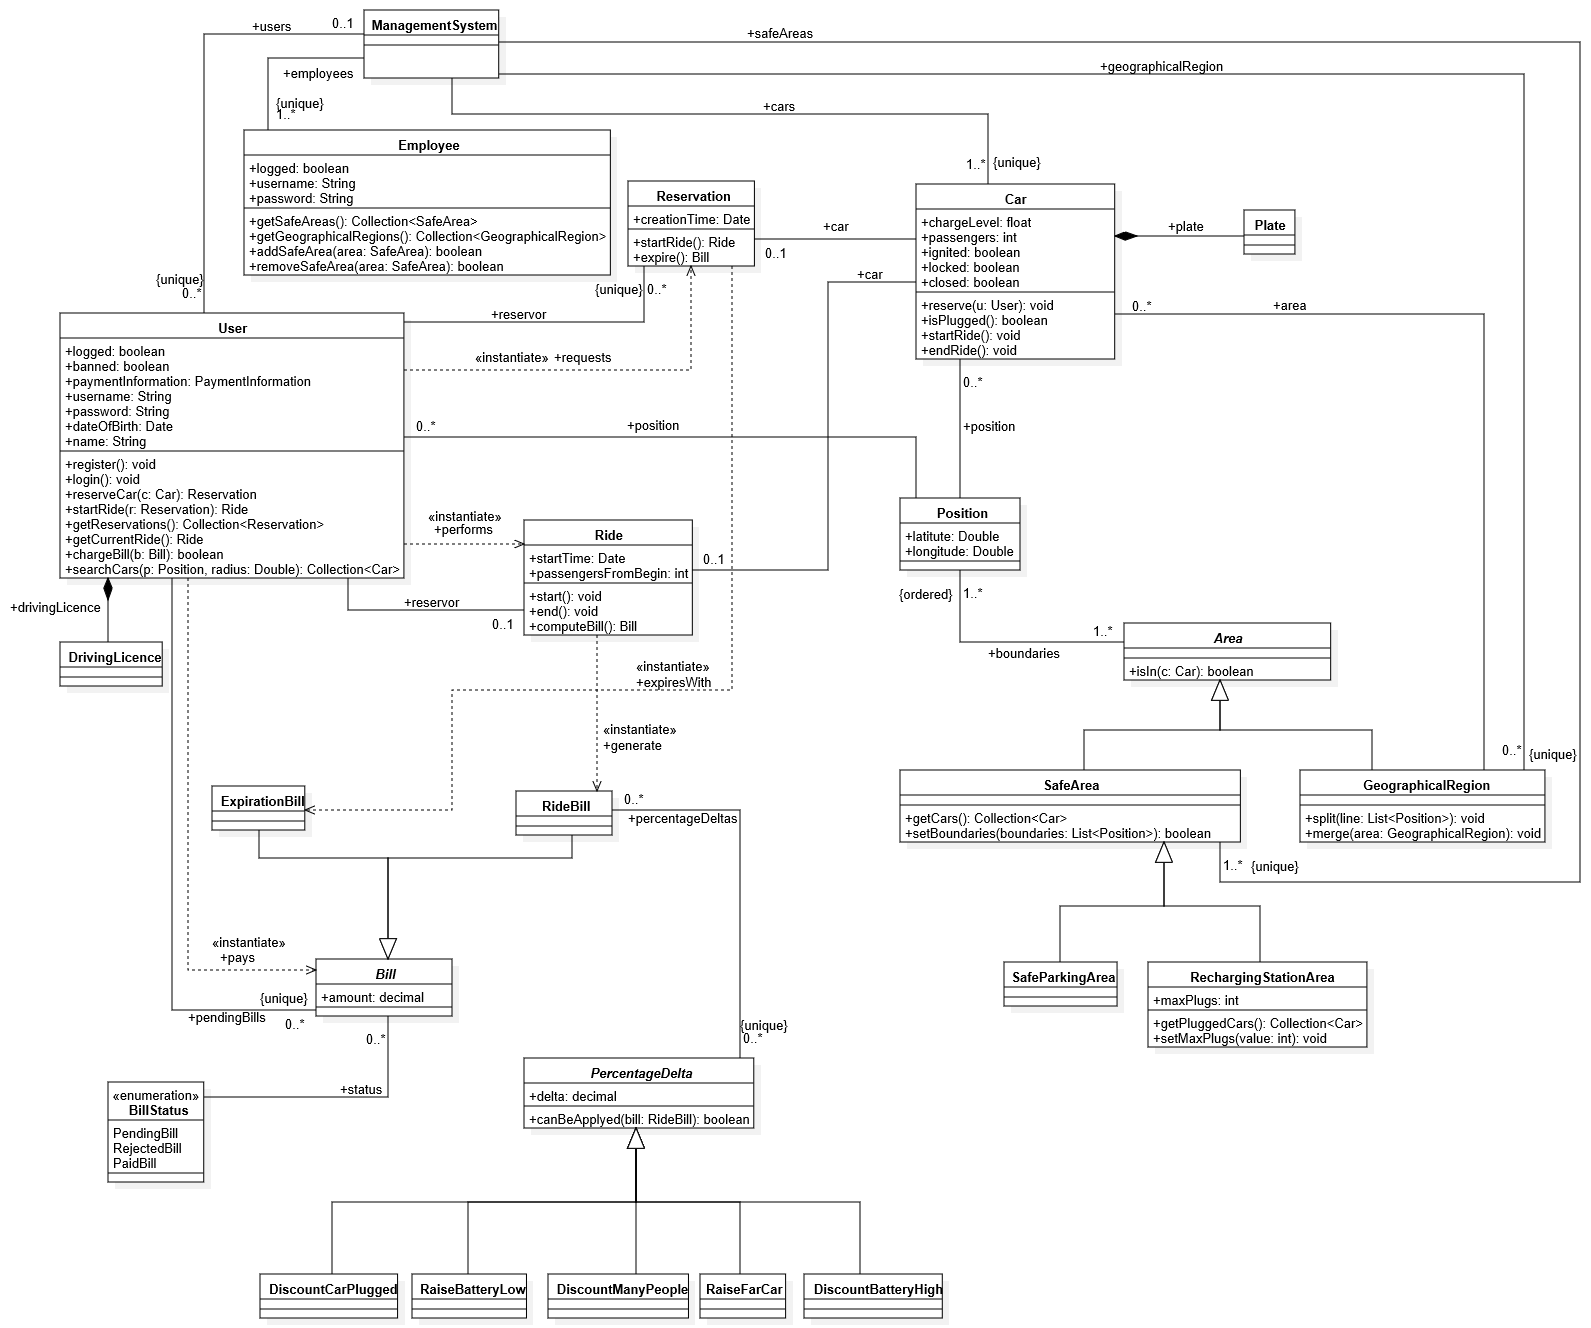 +users
0..1
ManagementSystem
+safeAreas
+employees
+geographicalRegion
{unique}
1..*
+cars
Employee
+logged: boolean
+username: String
+password: String
+getSafeAreas(): Collection<SafeArea>
+getGeographicalRegions(): Collection<GeographicalRegion>
+addSafeArea(area: SafeArea): boolean
+removeSafeArea(area: SafeArea): boolean
1..*
{unique}
Reservation
+creationTime: Date
+startRide(): Ride
+expire(): Bill
+car
0..1
Car
+chargeLevel: float
+passengers: int
+ignited: boolean
+locked: boolean
+closed: boolean
+reserve(u: User): void
+isPlugged(): boolean
+startRide(): void
+endRide(): void
+plate
Plate
+car
{unique}
0..*
{unique}
0..*
+reservor
0..*
+area
User
+logged: boolean
+banned: boolean
+paymentInformation: PaymentInformation
+username: String
+password: String
+dateOfBirth: Date
+name: String
+register(): void
+login(): void
+reserveCar(c: Car): Reservation
+startRide(r: Reservation): Ride
+getReservations(): Collection<Reservation>
+getCurrentRide(): Ride
+chargeBill(b: Bill): boolean
+searchCars(p: Position, radius: Double): Collection<Car>
«instantiate» +requests
0..*
0..*
+position
+position
«instantiate»
+performs
Ride
+startTime: Date
+passengersFromBegin: int
+start(): void
+end(): void
+computeBill(): Bill
0..1
Position
+latitute: Double
+longitude: Double
{ordered}
1..*
+drivingLicence
+reservor
0..1
DrivingLicence
1..*
+boundaries
Area
+isIn(c: Car): boolean
«instantiate»
+expiresWith
«instantiate»
+generate
0..*
{unique}
ExpirationBill
RideBill
0..*
+percentageDeltas
SafeArea
+getCars(): Collection<Car>
+setBoundaries(boundaries: List<Position>): boolean
GeographicalRegion
+split(line: List<Position>): void
+merge(area: GeographicalRegion): void
1..*
{unique}
«instantiate»
+pays
Bill
+amount: decimal
{unique}
+pendingBills
0..*
0..*
SafeParkingArea
RechargingStationArea
+maxPlugs: int
+getPluggedCars(): Collection<Car>
+setMaxPlugs(value: int): void
{unique}
0..*
+status
«enumeration»
BillStatus
PendingBill
RejectedBill
PaidBill
PercentageDelta
+delta: decimal
+canBeApplyed(bill: RideBill): boolean
DiscountCarPlugged
RaiseBatteryLow
DiscountManyPeople
RaiseFarCar
DiscountBatteryHigh